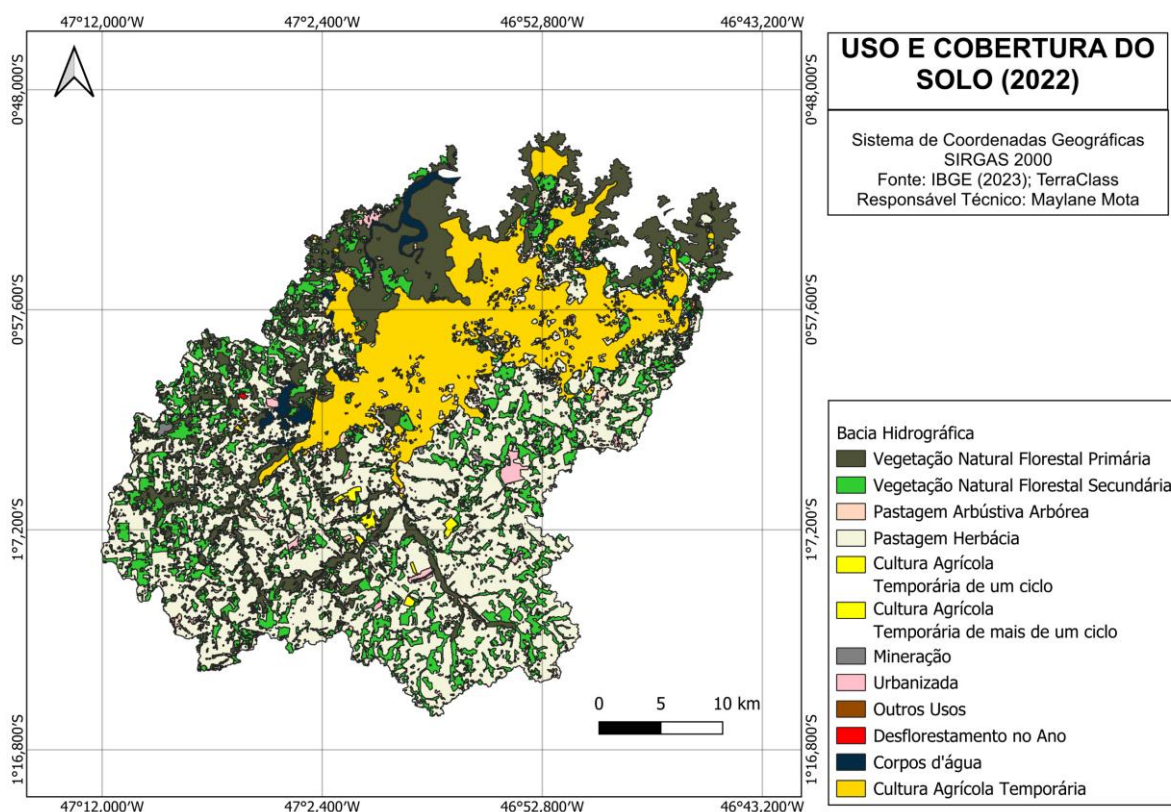 47°12,000'W 47°2,400'W 46°52,800'W 46°43,200'W
0°48,000'S
0°57,600'S
1°7,200'S
1°16,800'S
0°48,000'S
0°57,600'S
1°7,200'S
1°16,800'S
0 5 10 km
47°12,000'W 47°2,400'W 46°52,800'W 46°43,200'W
USO E COBERTURA DO
SOLO (2022)
Sistema de Coordenadas Geográficas
SIRGAS 2000
Fonte: IBGE (2023); TerraClass
Responsável Técnico: Maylane Mota
Bacia Hidrográfica
Vegetação Natural Florestal Primária
Vegetação Natural Florestal Secundária
Pastagem Arbústiva Arbórea
Pastagem Herbácia
Cultura Agrícola
Temporária de um ciclo
Cultura Agrícola
Temporária de mais de um ciclo
Mineração
Urbanizada
Outros Usos
Desflorestamento no Ano
Corpos d'água
Cultura Agrícola Temporária